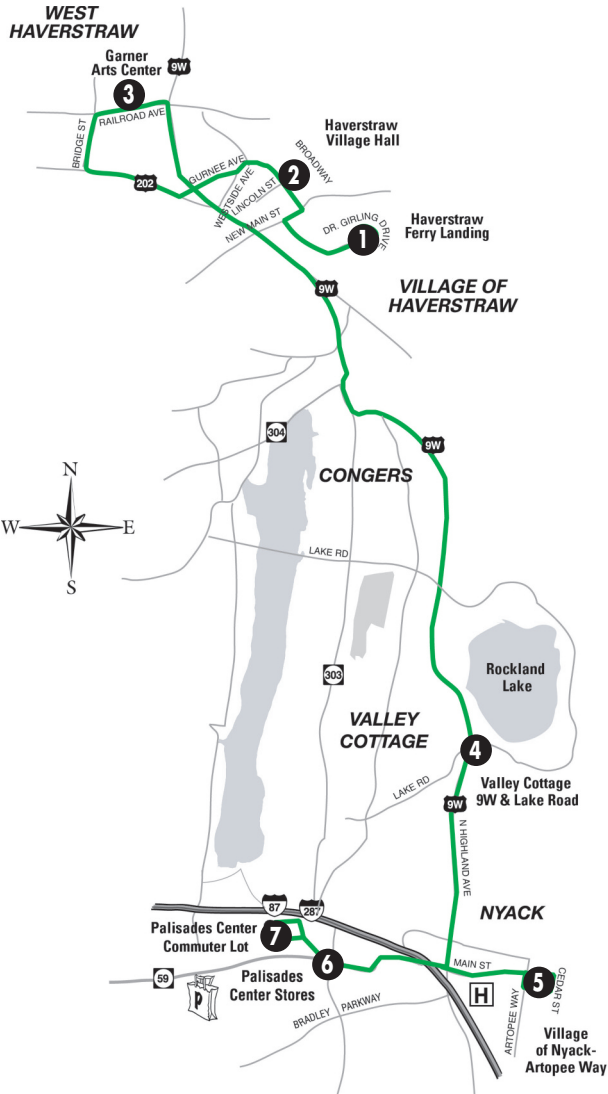 WEST
HAVERSTRAW
Garner
Arts Center
9W
3
RAILROAD AVE
BRIDGE ST
202
GURNEE AVE
WESTSIDE AVE
LINCOLN ST
NEW MAIN ST
BROADWAY
2
Haverstraw
Village Hall
DR. GIRLING DRIVE
1
Haverstraw
Ferry Landing
9W
VILLAGE OF
HAVERSTRAW
304
9W
CONGERS
N
W
E
S
LAKE RD
Rockland
Lake
303
VALLEY
COTTAGE
4
LAKE RD
Valley Cottage
9W & Lake Road
9W
N HIGHLAND AVE
87
287
NYACK
Palisades Center
Commuter Lot
7
6
MAIN ST
5
CEDAR ST
59
P
Palisades
Center Stores
H
ARTOPEE WAY
BRADLEY PARKWAY
Village
of Nyack-
Artopee Way